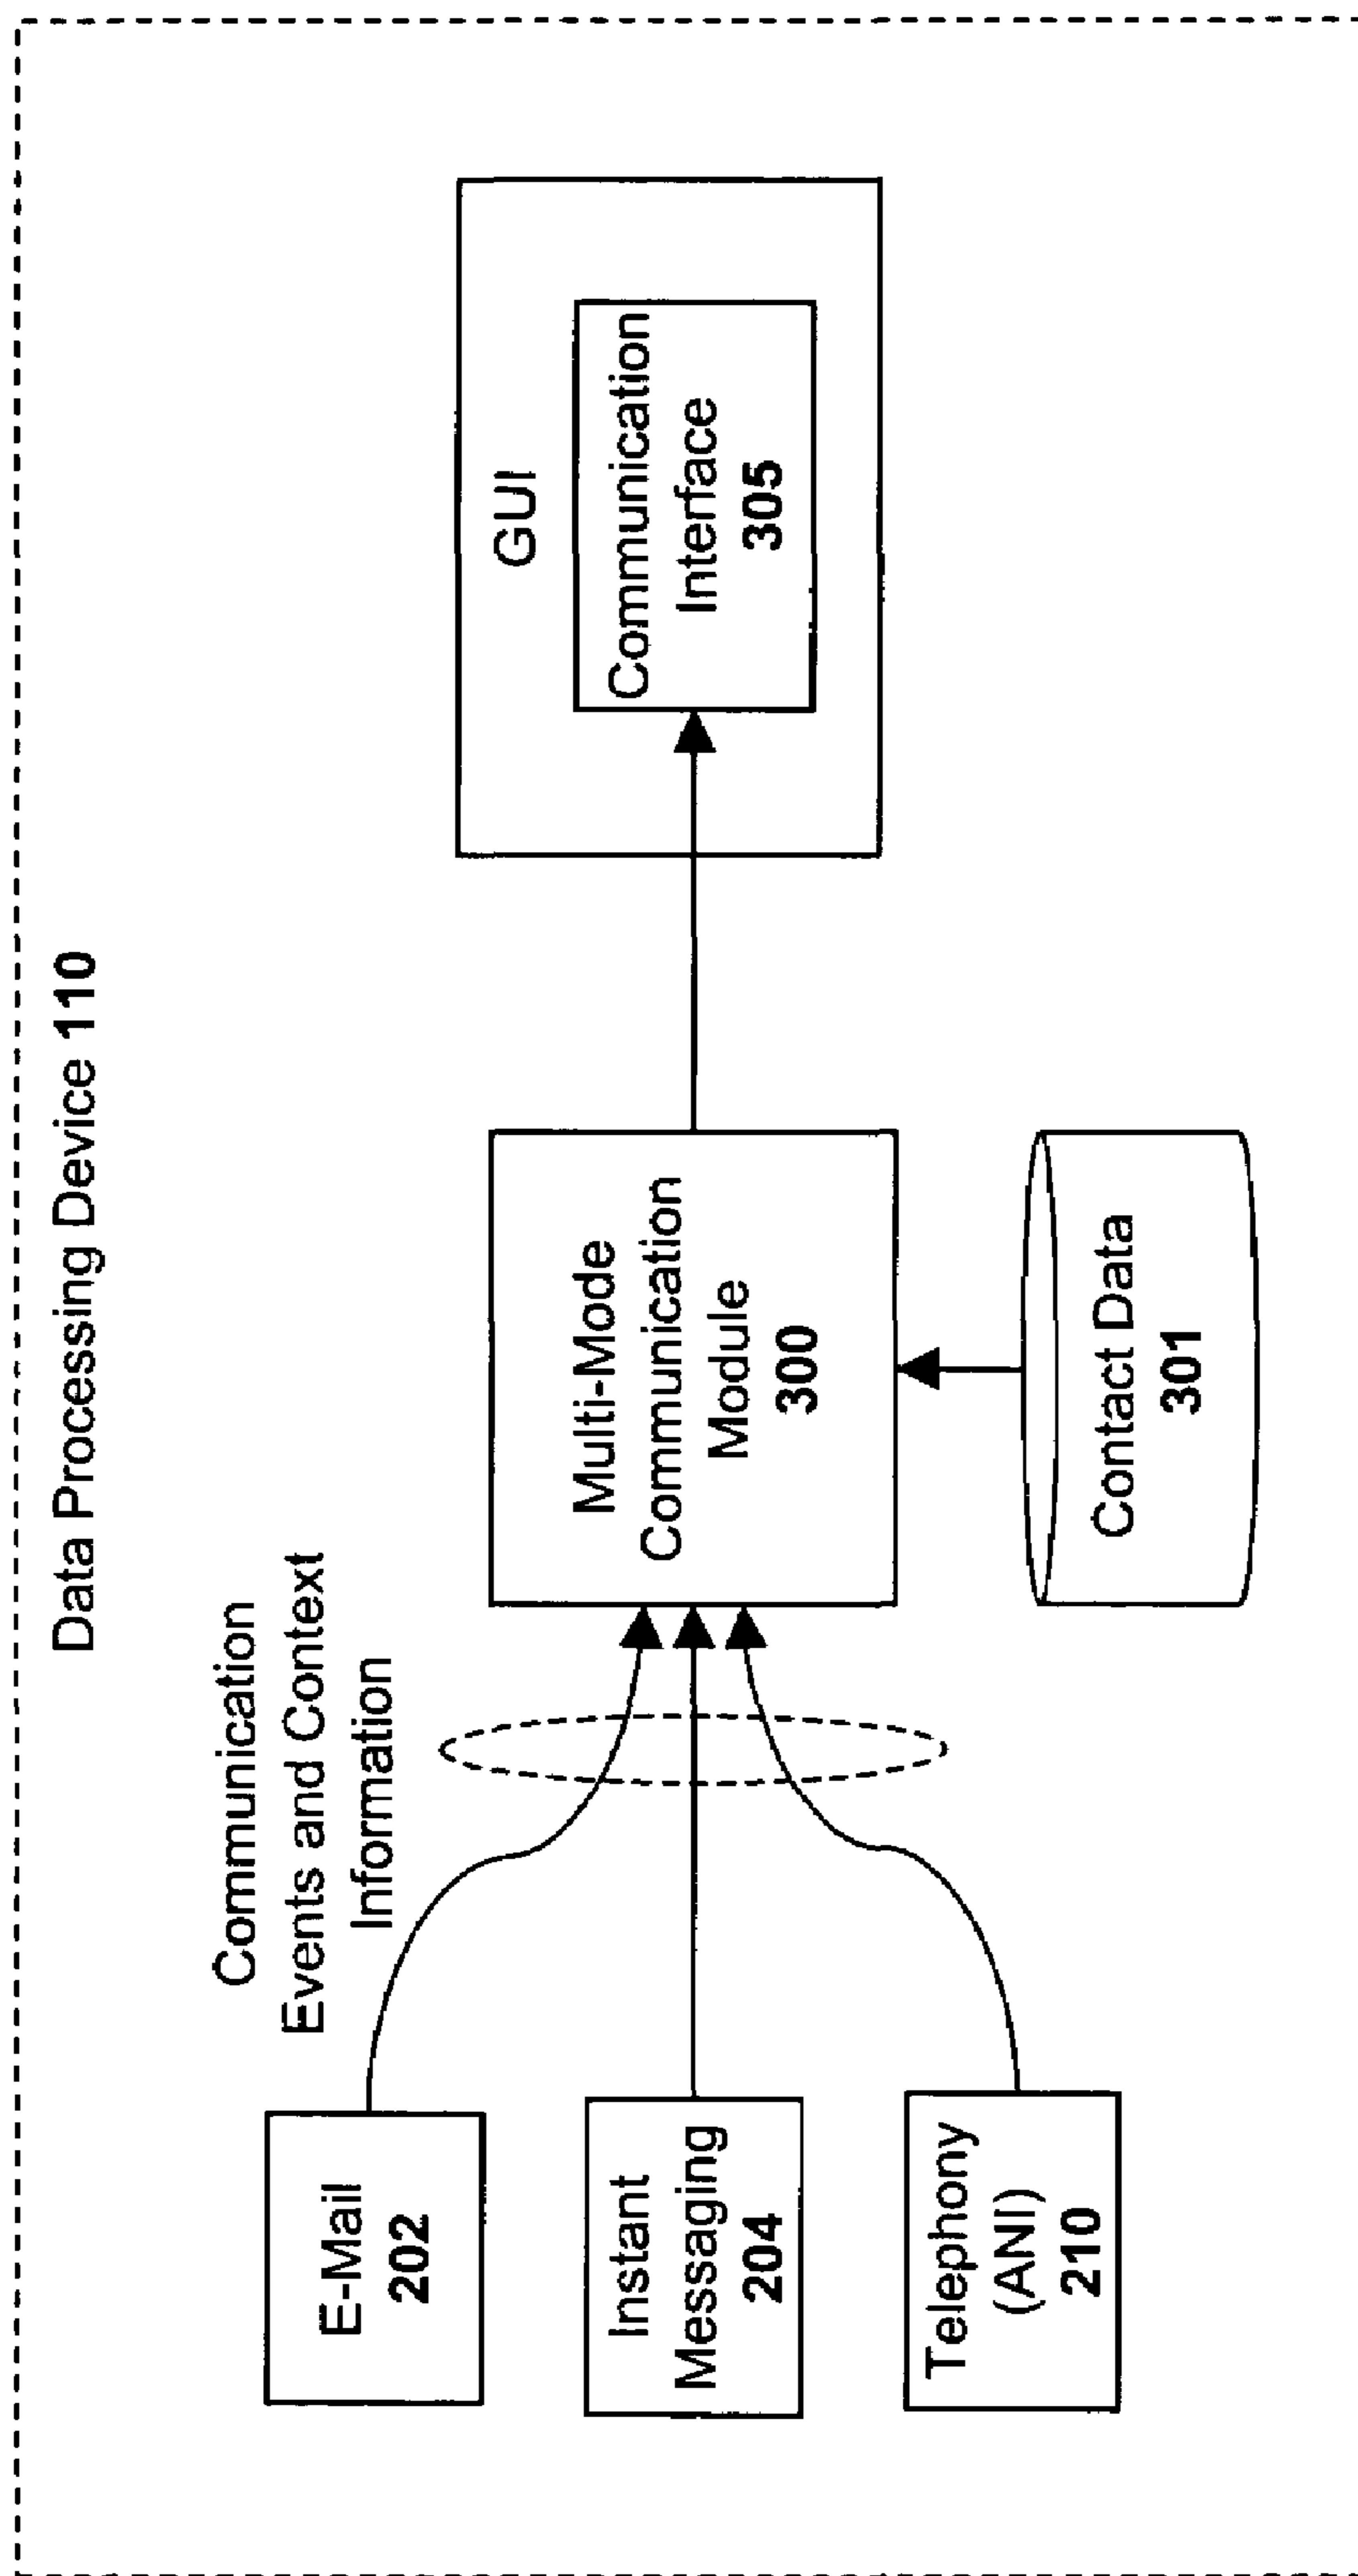 Data Processing Device 110
Communication
Events and Context
Information
E-Mail
202
Instant
Messaging
204
Telephony
(ANI)
210
Multi-Mode
Communication
Module
300
Contact Data
301
GUI
Communication
Interface
305